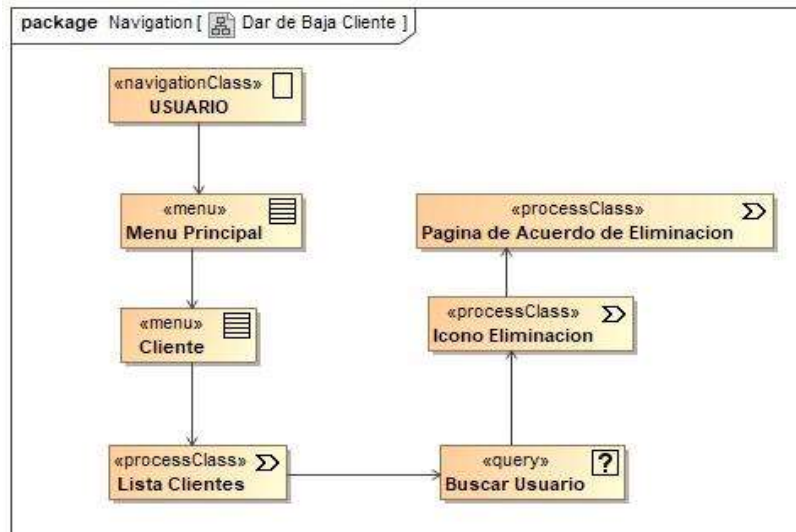 package Navigation [ Dar de Baja Cliente ]
«navigationClass»
USUARIO
«menu»
Menu Principal
«menu»
Cliente
«processClass»
Lista Clientes
«query»
?
Buscar Usuario
«processClass»
Icono Eliminacion
«processClass»
Pagina de Acuerdo de Eliminacion